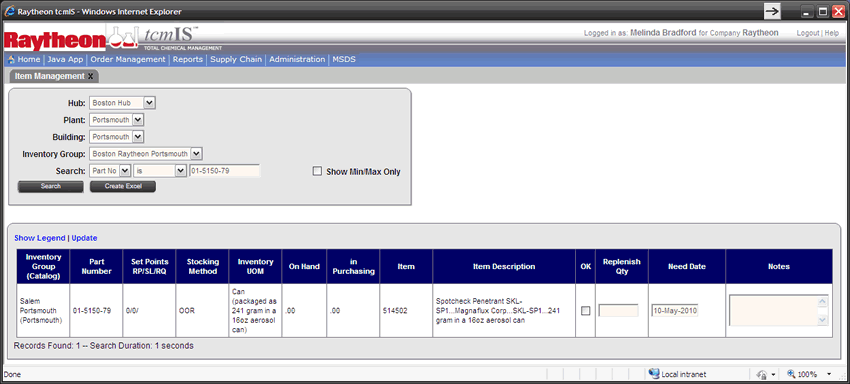 Raytheon tcmIS - Windows Internet Explorer
Raytheon tcmIS™
TOTAL CHEMICAL MANAGEMENT
Logged in as: Melinda Bradford for Company Raytheon Logout | Help
Home | Java App | Order Management | Reports | Supply Chain | Administration | MSDS
Item Management x
Hub: Boston Hub
Plant: Portsmouth
Building: Portsmouth
Inventory Group: Boston Raytheon Portsmouth
Search: Part No is 01-5150-79 Show Min/Max Only
Search Create Excel
Show Legend | Update
Inventory Group (Catalog) Part Number Set Points RP/SL/RQ Stocking Method Inventory UOM On Hand in Purchasing Item Item Description OK Replenish Qty Need Date Notes
Salem Portsmouth (Portsmouth) 01-5150-79 0/0/ OOR Can (packaged as 241 gram in a 16oz aerosol can) .00 .00 514502 Spotcheck Penetrant SKL-SP1...Magnaflux Corp...SKL-SP1...241 gram in a 16oz aerosol can 10-May-2010
Records Found: 1 -- Search Duration: 1 seconds
Done Local intranet 100%